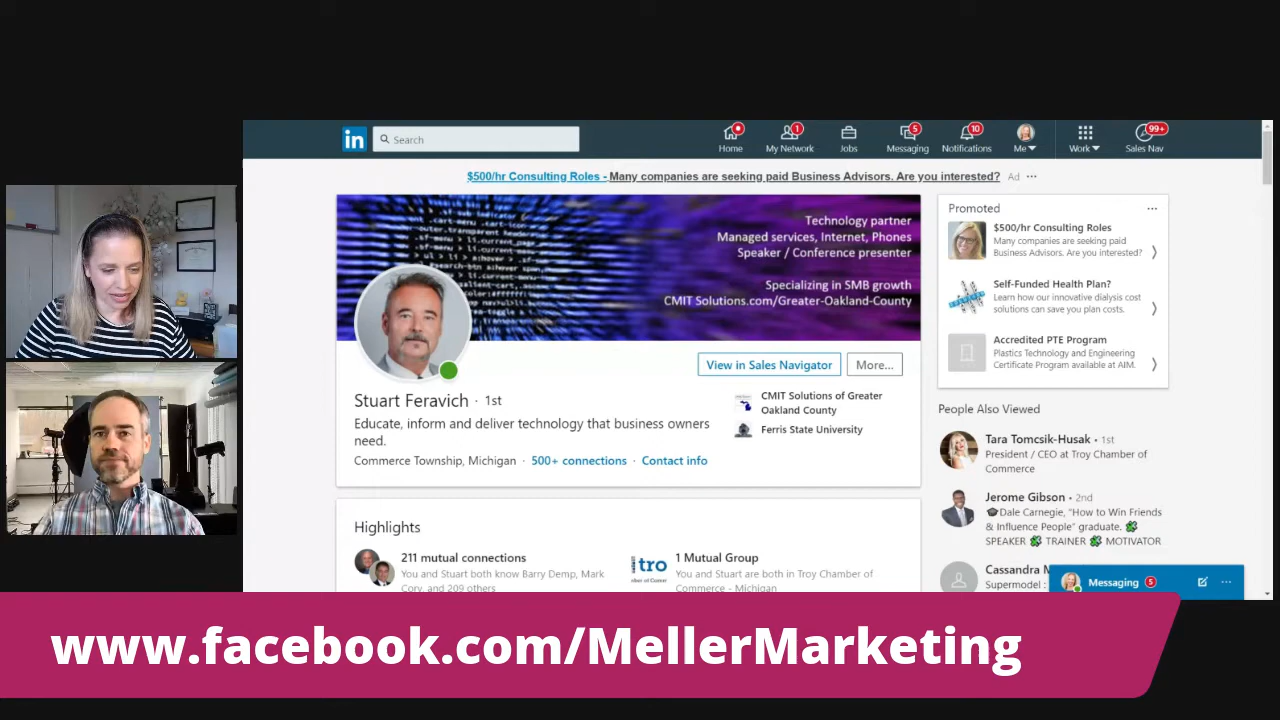 in
Search
1
5
10
99+
Home
My Network
Jobs
Messaging
Notifications
Me
Work
Sales Nav
$500/hr Consulting Roles - Many companies are seeking paid Business Advisors. Are you interested?
Ad ...
Technology partner
Managed services, Internet, Phones
Speaker / Conference presenter
Specializing in SMB growth
CMIT Solutions.com/Greater-Oakland-County
View in Sales Navigator
More...
Stuart Feravich · 1st
Educate, inform and deliver technology that business owners
need.
Commerce Township, Michigan · 500+ connections · Contact info
CMIT Solutions of Greater
Oakland County
Ferris State University
Highlights
211 mutual connections
You and Stuart both know Barry Demp, Mark
Cory, and 209 others
tro
1 Mutual Group
You and Stuart are both in Troy Chamber of
Commerce - Michigan
Promoted
...
$500/hr Consulting Roles
Many companies are seeking paid
Business Advisors. Are you interested?
Self-Funded Health Plan?
Learn how our innovative dialysis cost
solutions can save you plan costs.
Accredited PTE Program
Plastics Technology and Engineering
Certificate Program available at AIM.
People Also Viewed
Tara Tomcsik-Husak • 1st
President / CEO at Troy Chamber of
Commerce
Jerome Gibson • 2nd
Dale Carnegie, "How to Win Friends
& Influence People" graduate.
SPEAKER TRAINER MOTIVATOR
Cassandra M
Supermodel :
Messaging 5
...
www.facebook.com/MellerMarketing